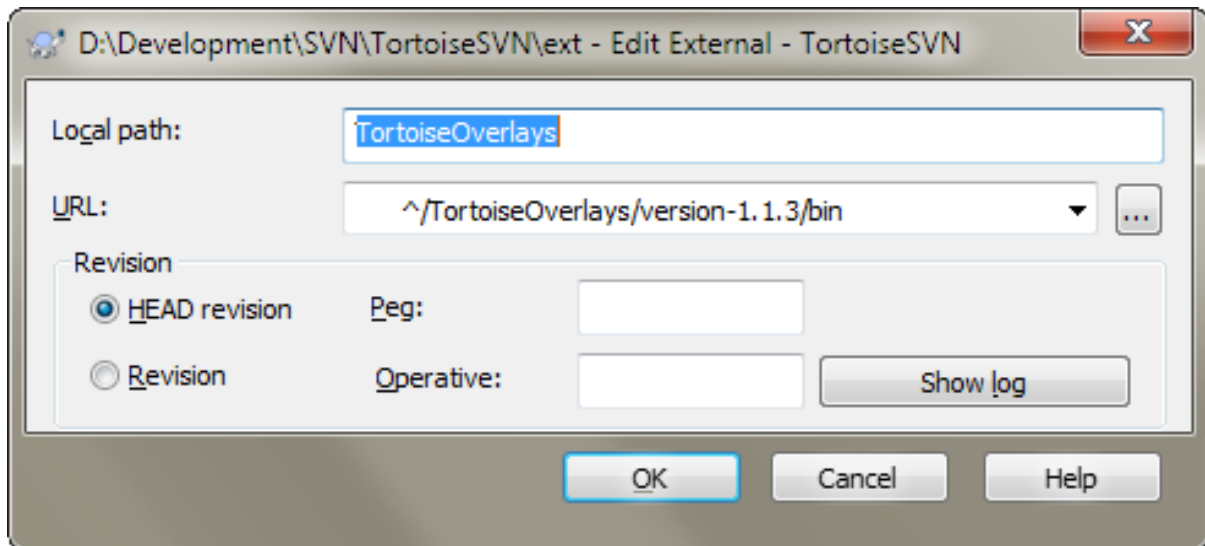 D:\Development\SVN\TortoiseSVN\ext - Edit External - TortoiseSVN
Local path: TortoiseOverlays
URL: ^/TortoiseOverlays/version-1.1.3/bin ...
Revision
HEAD revision Peg:
Revision Operative: Show log
OK Cancel Help